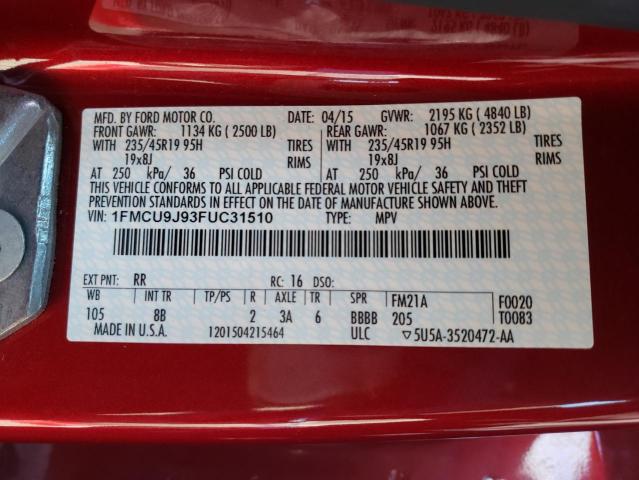 MFD. BY FORD MOTOR CO. DATE: 04/15 GVWR: 2195 KG ( 4840 LB)
FRONT GAWR: 1134 KG ( 2500 LB) REAR GAWR: 1067 KG ( 2352 LB)
WITH 235/45R19 95H TIRES WITH 235/45R19 95H TIRES
19x8J RIMS 19x8J RIMS
AT 250 kPa/ 36 PSI COLD AT 250 kPa/ 36 PSI COLD
THIS VEHICLE CONFORMS TO ALL APPLICABLE FEDERAL MOTOR VEHICLE SAFETY AND THEFT
PREVENTION STANDARDS IN EFFECT ON THE DATE OF MANUFACTURE SHOWN ABOVE.
VIN: 1FMCU9J93FUC31510 TYPE: MPV
EXT PNT: RR RC: 16 DSO:
WB INT TR TP/PS R AXLE TR SPR FM21A F0020
105 8B 2 3A 6 BBBB 205 T0083
MADE IN U.S.A. 1201504215464 ULC ▽5U5A-3520472-AA